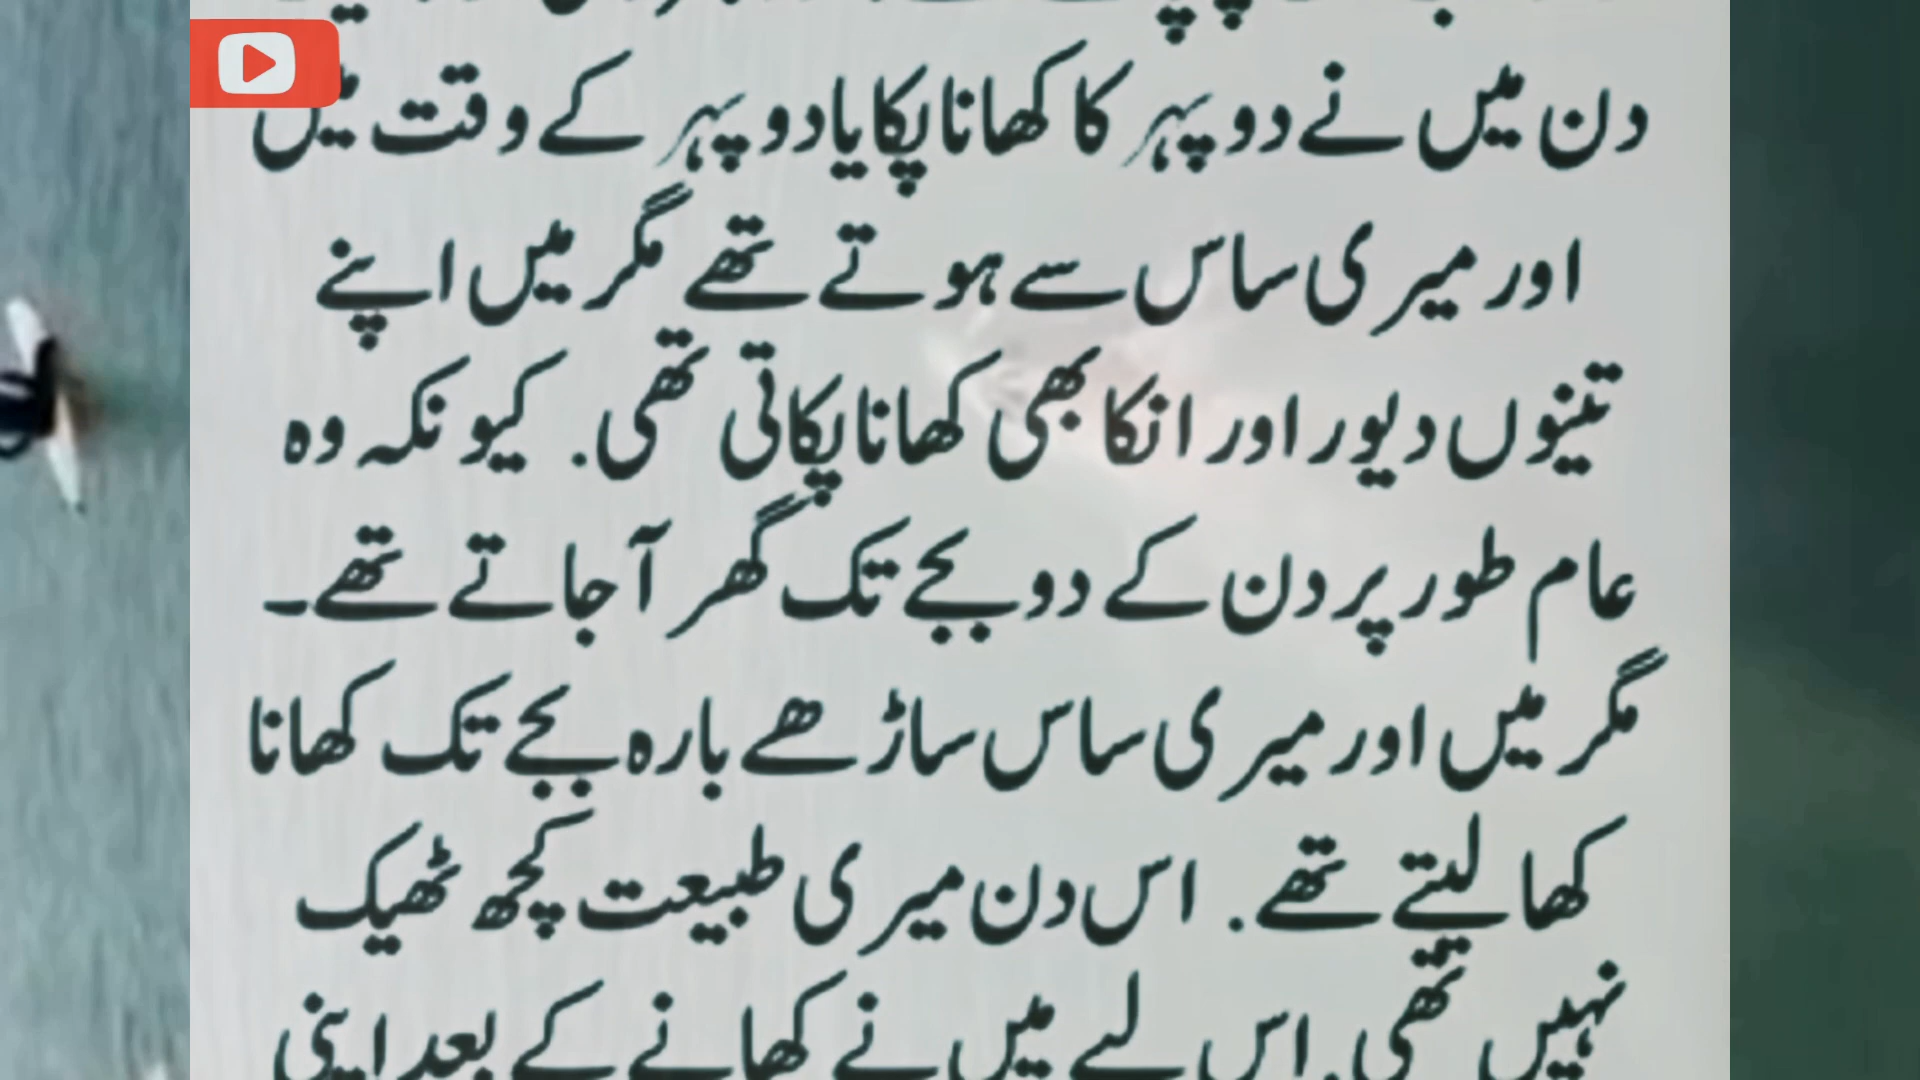 دن میں نے دوپہر کا کھانا پکایا دوپہر کے وقت میں
اور میری ساس سے ہوتے تھے مگر میں اپنے
تینوں دیور اور انکا بھی کھانا پکاتی تھی. کیونکہ وہ
عام طور پر دن کے دو بجے تک گھر آ جاتے تھے۔
مگر میں اور میری ساس ساڑھے بارہ بجے تک کھانا
کھا لیتے تھے. اس دن میری طبیعت کچھ ٹھیک
نہیں تھی. اس لیے میں نے کھانے کے بعد اپنی